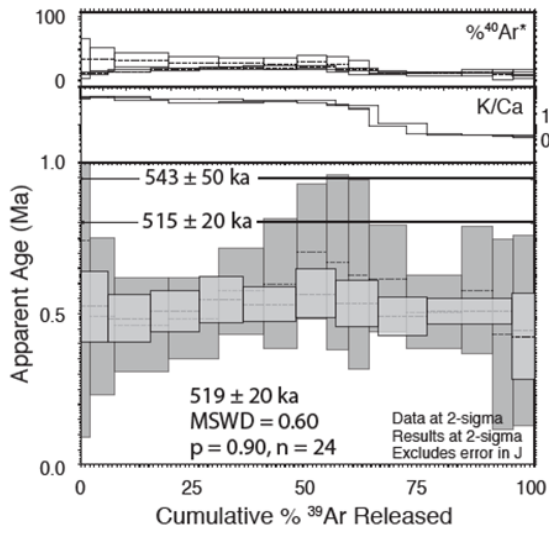 100
%⁴⁰Ar*
0
K/Ca
1
0
1.0
543 ± 50 ka
515 ± 20 ka
Apparent Age (Ma)
0.5
519 ± 20 ka
MSWD = 0.60
p = 0.90, n = 24
Data at 2-sigma
Results at 2-sigma
Excludes error in J
0.0
0 25 50 75 100
Cumulative % ³⁹Ar Released